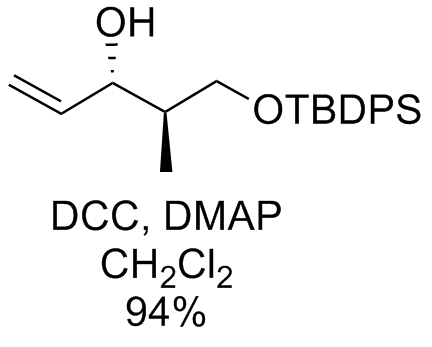 OH
OTBDPS
DCC, DMAP
CH₂Cl₂
94%